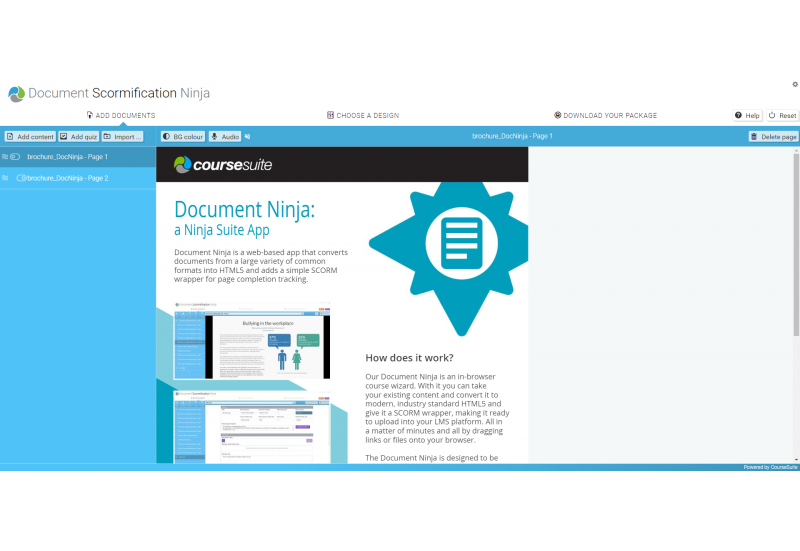 Document Scormification Ninja
ADD DOCUMENTS
CHOOSE A DESIGN
DOWNLOAD YOUR PACKAGE
Help
Reset
Add content
Add quiz
Import ...
BG colour
Audio
brochure_DocNinja - Page 1
Delete page
brochure_DocNinja - Page 1
brochure_DocNinja - Page 2
coursesuite
Document Ninja:
a Ninja Suite App
Document Ninja is a web-based app that converts
documents from a large variety of common
formats into HTML5 and adds a simple SCORM
wrapper for page completion tracking.
Document Scormification Ninja
Bullying in the workplace
Document Scormification Ninja
How does it work?
Our Document Ninja is an in-browser
course wizard. With it you can take
your existing content and convert it to
modern, industry standard HTML5 and
give it a SCORM wrapper, making it ready
to upload into your LMS platform. All in
a matter of minutes and all by dragging
links or files onto your browser.
The Document Ninja is designed to be
Powered by CourseSuite